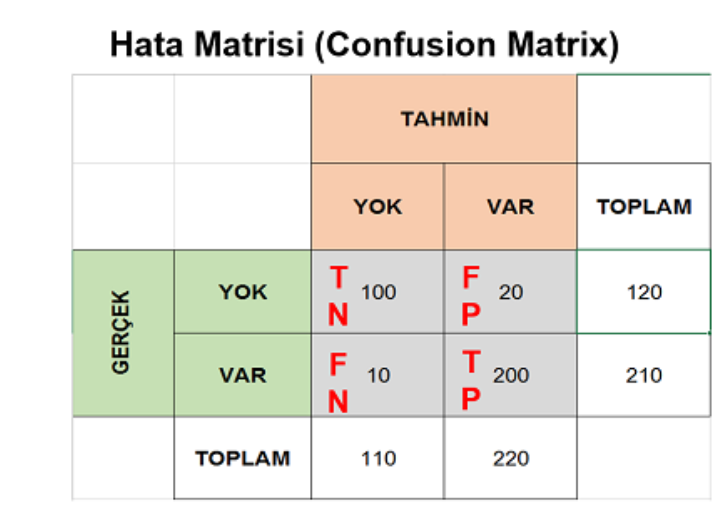 Hata Matrisi (Confusion Matrix)
TAHMİN
YOK VAR TOPLAM
GERÇEK
YOK TN 100 FP 20 120
VAR FN 10 TP 200 210
TOPLAM 110 220